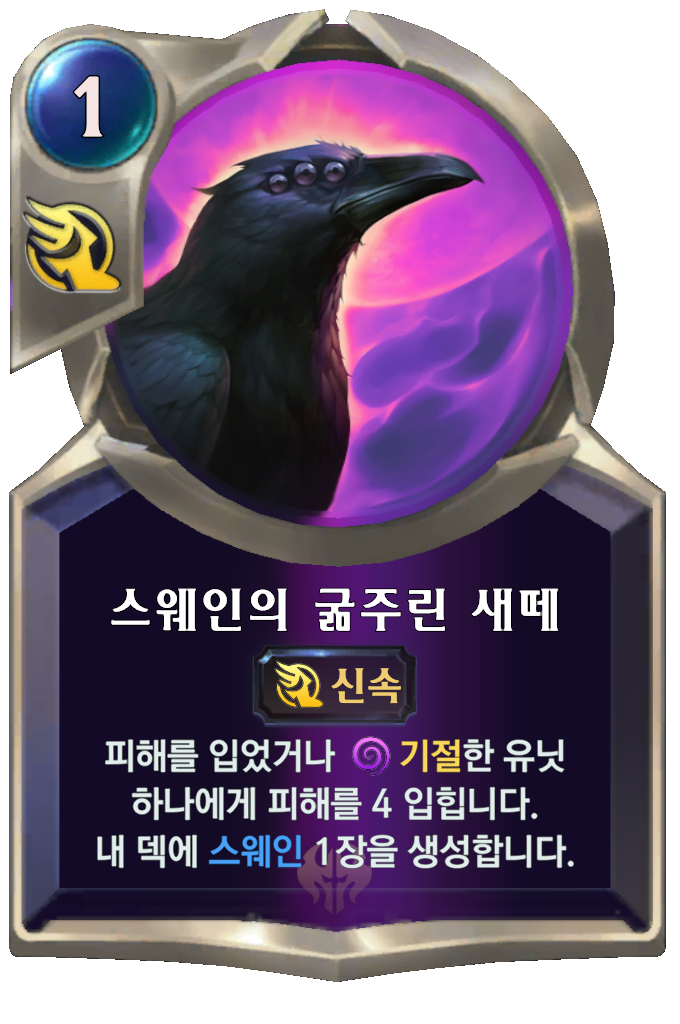 1
스웨인의 굶주린 새떼
신속
피해를 입었거나 기절한 유닛
하나에게 피해를 4 입힙니다.
내 덱에 스웨인 1장을 생성합니다.